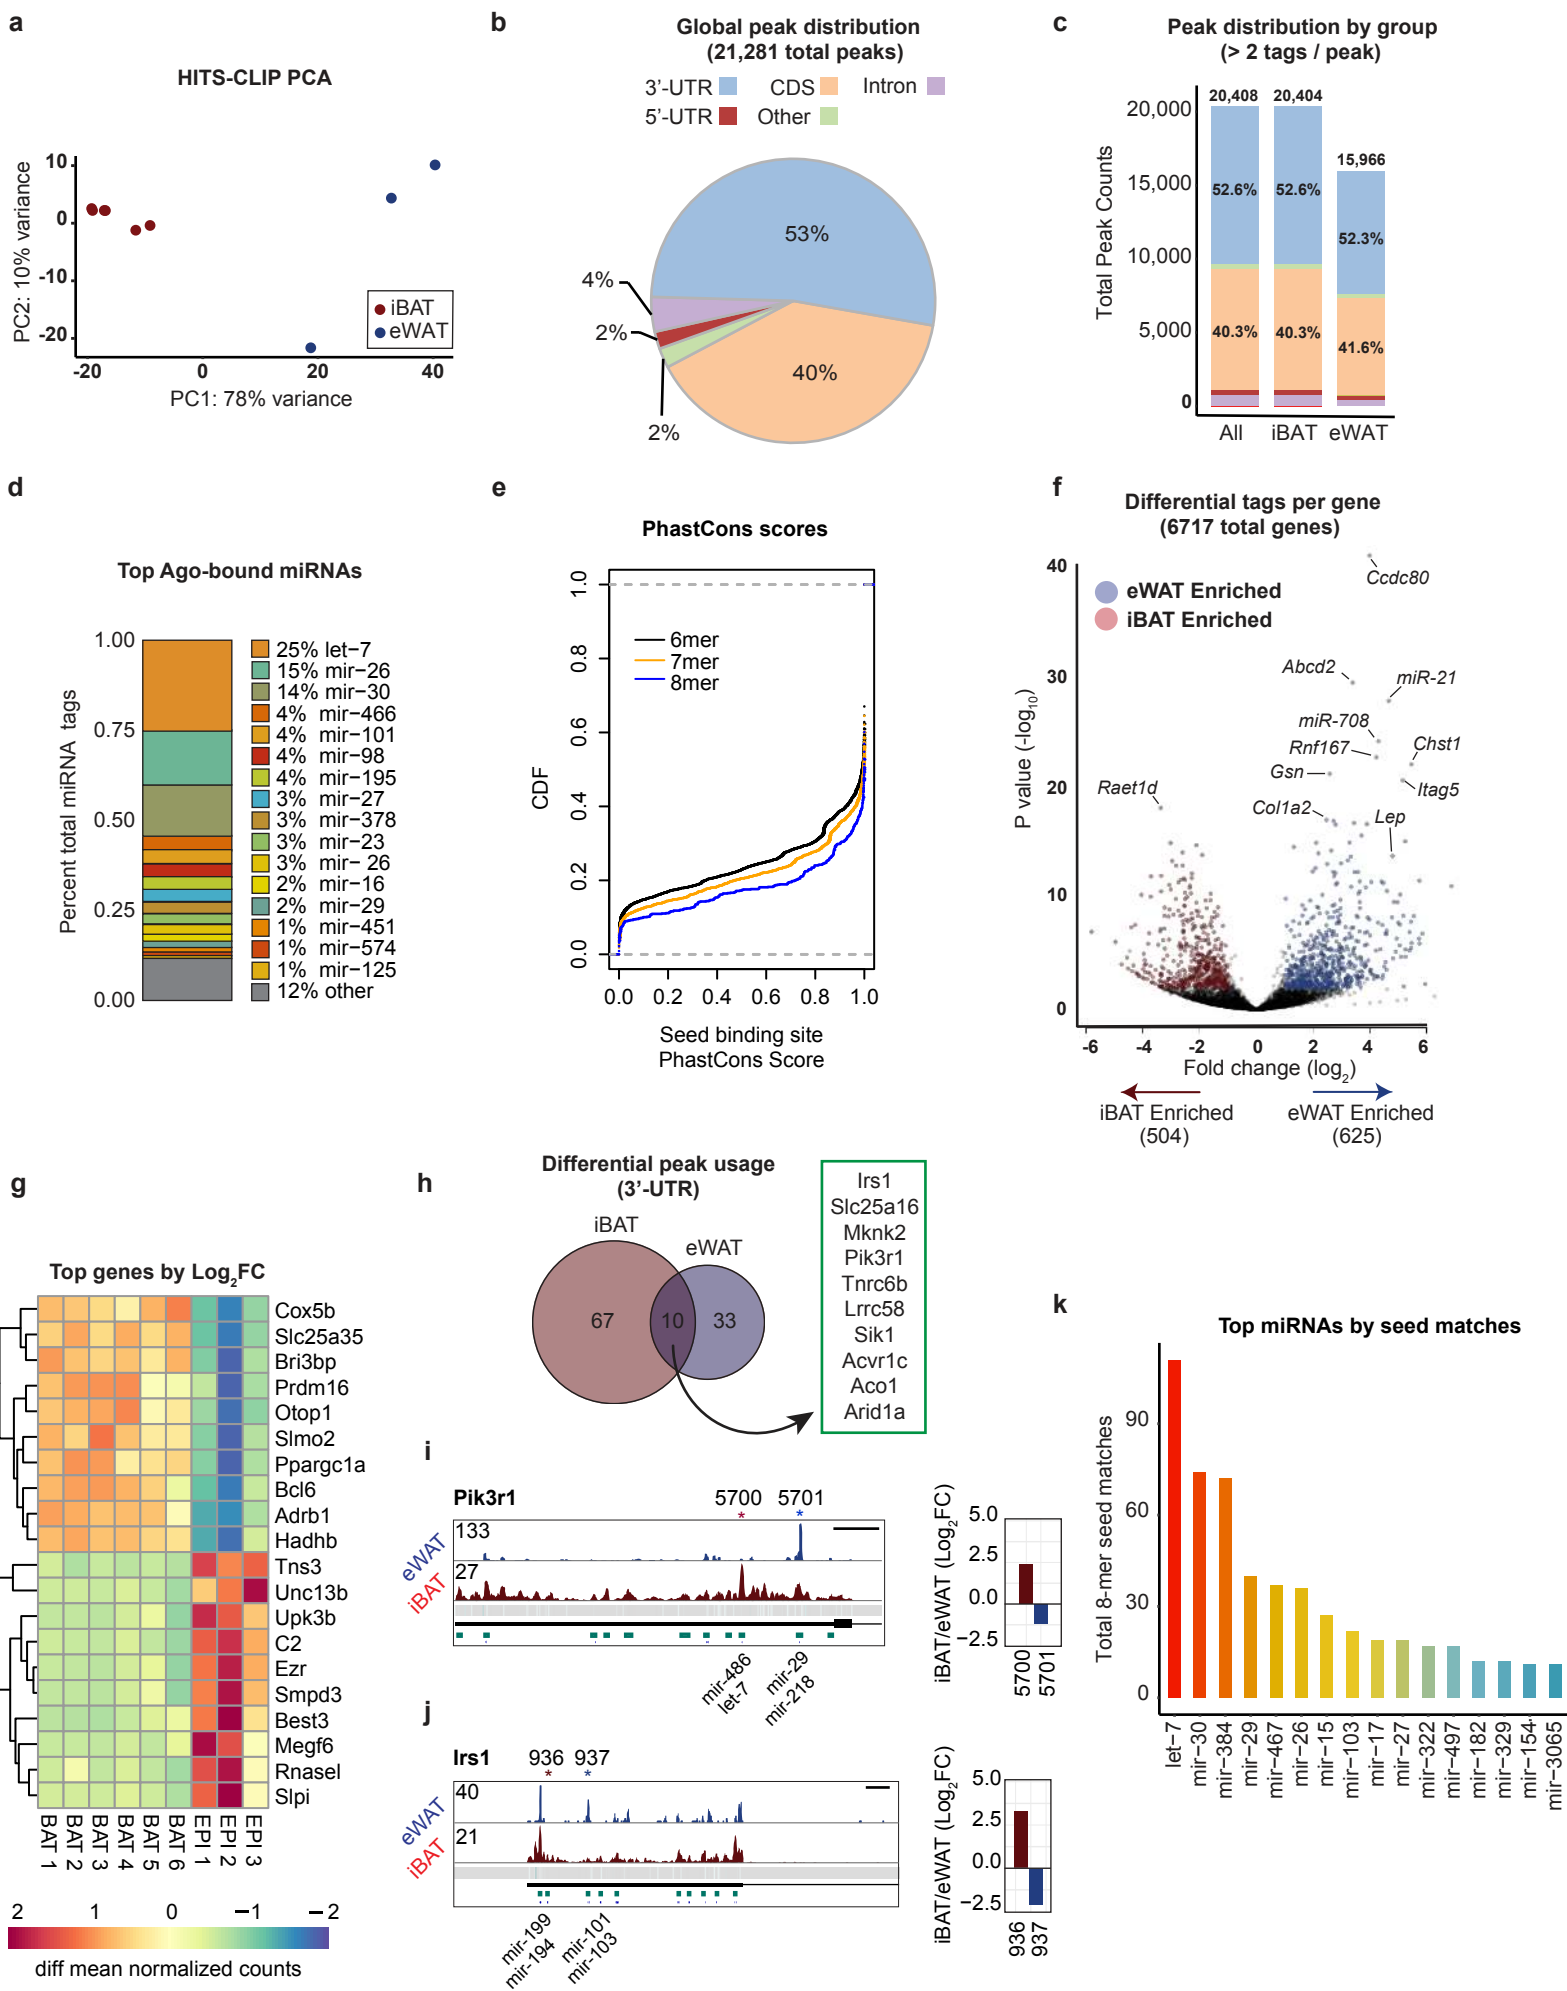 a
HITS-CLIP PCA
PC2: 10% variance
10
0
-10
-20
iBAT
eWAT
-20
0
20
40
PC1: 78% variance
b
Global peak distribution
(21,281 total peaks)
3’-UTR
CDS
Intron
5’-UTR
Other
53%
4%
2%
40%
2%
c
Peak distribution by group
(> 2 tags / peak)
Total Peak Counts
20,000
15,000
10,000
5,000
0
20,408
20,404
15,966
52.6%
52.6%
52.3%
40.3%
40.3%
41.6%
All
iBAT
eWAT
d
Top Ago-bound miRNAs
Percent total miRNA tags
1.00
0.75
0.50
0.25
0.00
25% let−7
15% mir−26
14% mir−30
4% mir−466
4% mir−101
4% mir−98
4% mir−195
3% mir−27
3% mir−378
3% mir−23
3% mir− 26
2% mir−16
2% mir−29
1% mir−451
1% mir−574
1% mir−125
12% other
e
PhastCons scores
CDF
1.0
0.8
0.6
0.4
0.2
0.0
6mer
7mer
8mer
0.0
0.2
0.4
0.6
0.8
1.0
Seed binding site
PhastCons Score
f
Differential tags per gene
(6717 total genes)
P value (-log10)
40
30
20
10
0
eWAT Enriched
iBAT Enriched
Ccdc80
Abcd2
miR-21
miR-708
Rnf167
Chst1
Gsn
Itag5
Raet1d
Col1a2
Lep
-6
-4
-2
0
2
4
6
Fold change (log2)
iBAT Enriched
(504)
eWAT Enriched
(625)
g
Top genes by Log2FC
Cox5b
Slc25a35
Bri3bp
Prdm16
Otop1
Slmo2
Ppargc1a
Bcl6
Adrb1
Hadhb
Tns3
Unc13b
Upk3b
C2
Ezr
Smpd3
Best3
Megf6
Rnasel
Slpi
BAT 1
BAT 2
BAT 3
BAT 4
BAT 5
BAT 6
EPI 1
EPI 2
EPI 3
2
1
0
−1
−2
diff mean normalized counts
h
Differential peak usage
(3’-UTR)
iBAT
eWAT
67
10
33
Irs1
Slc25a16
Mknk2
Pik3r1
Tnrc6b
Lrrc58
Sik1
Acvr1c
Aco1
Arid1a
i
Pik3r1
5700
5701
*
*
eWAT
133
iBAT
27
mir-486
let-7
mir-29
mir-218
iBAT/eWAT (Log2FC)
5.0
2.5
0.0
−2.5
5700
5701
j
Irs1
936
937
*
*
eWAT
40
iBAT
21
mir-199
mir-194
mir-101
mir-103
iBAT/eWAT (Log2FC)
5.0
2.5
0.0
−2.5
936
937
k
Top miRNAs by seed matches
Total 8-mer seed matches
90
60
30
0
let−7
mir−30
mir−384
mir−29
mir−467
mir−26
mir−15
mir−103
mir−17
mir−27
mir−322
mir−497
mir−182
mir−329
mir−154
mir−3065